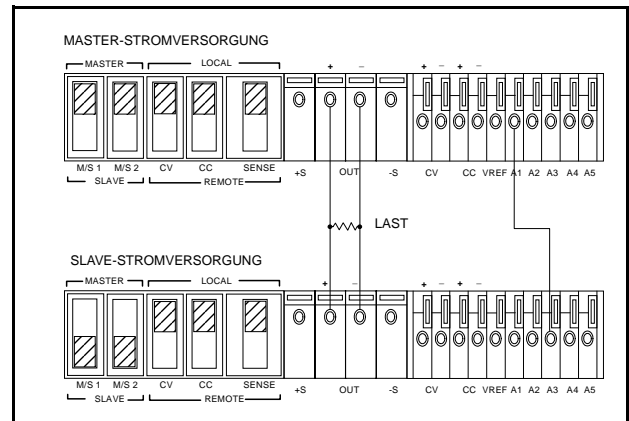 MASTER-STROMVERSORGUNG
MASTER LOCAL
+ – + – + –
M/S 1 M/S 2 CV CC SENSE +S OUT -S CV CC VREF A1 A2 A3 A4 A5
SLAVE REMOTE
LAST
SLAVE-STROMVERSORGUNG
MASTER LOCAL
+ – + – + –
M/S 1 M/S 2 CV CC SENSE +S OUT -S CV CC VREF A1 A2 A3 A4 A5
SLAVE REMOTE